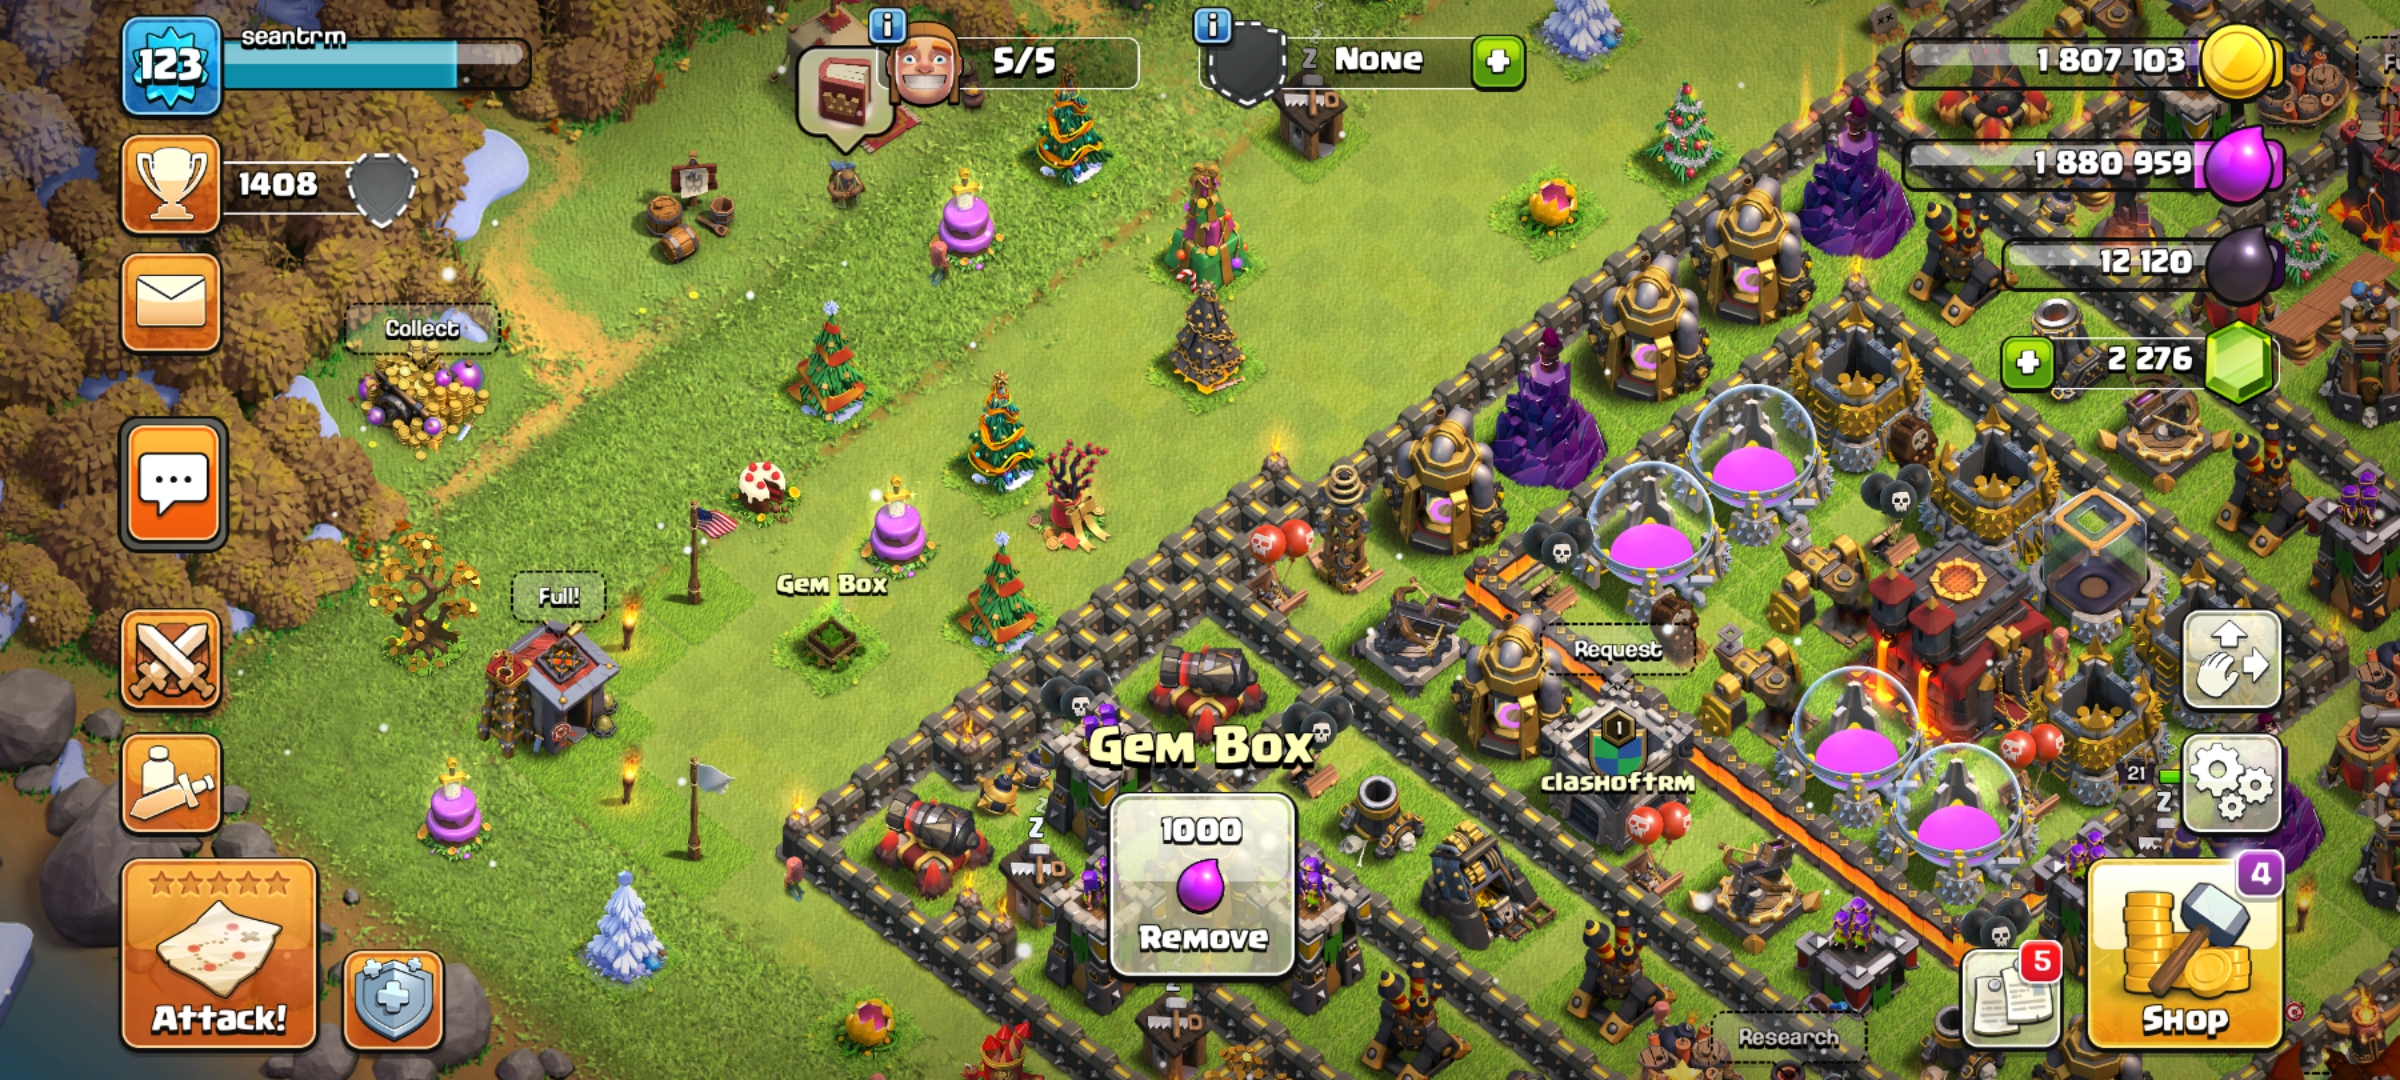 123
seantrm
5/5
None
1 807 103
1408
1 880 959
12 120
2 276
Collect
Full!
Gem Box
Request
Gem Box
1
clashoftrm
21
1000
Remove
4
5
Attack!
Shop
Research